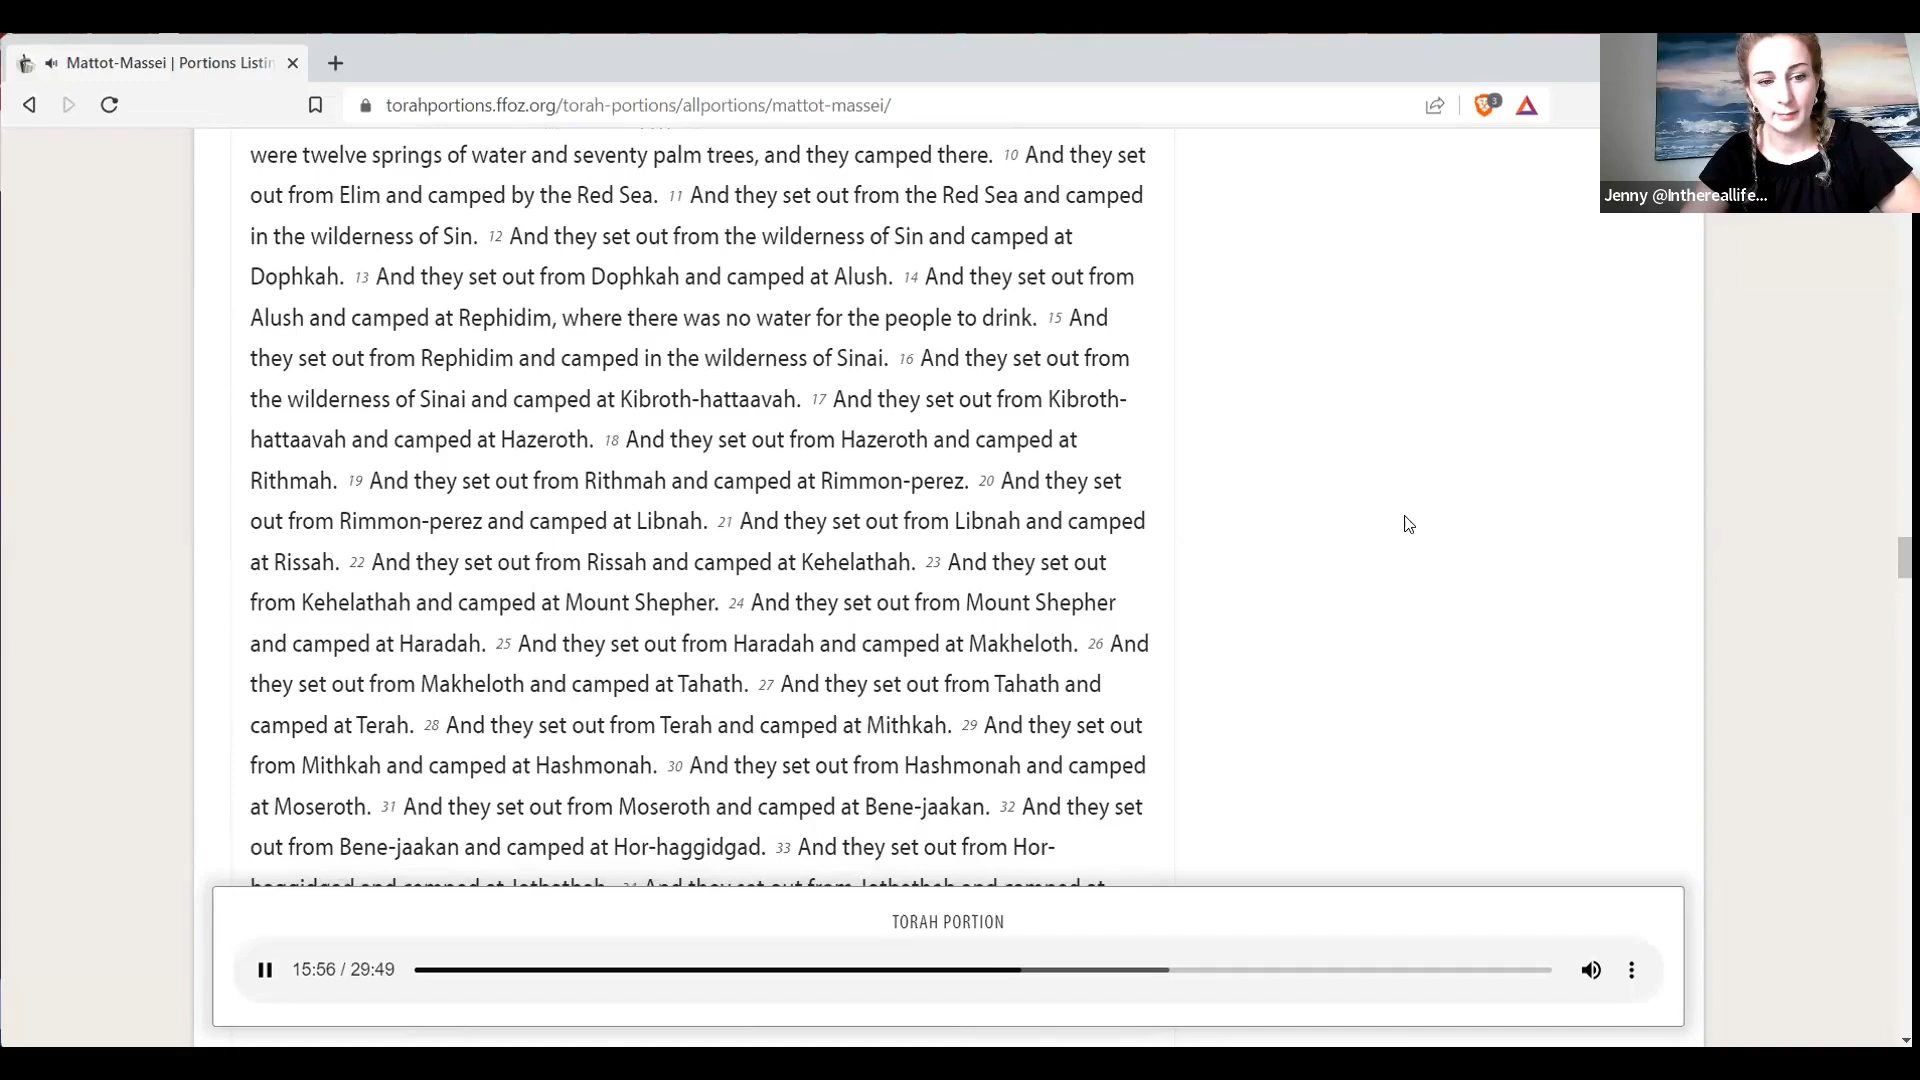 Mattot-Massei | Portions Listin
torahportions.ffoz.org/torah-portions/allportions/mattot-massei/
3
Jenny @Inthereallife...
were twelve springs of water and seventy palm trees, and they camped there. 10 And they set
out from Elim and camped by the Red Sea. 11 And they set out from the Red Sea and camped
in the wilderness of Sin. 12 And they set out from the wilderness of Sin and camped at
Dophkah. 13 And they set out from Dophkah and camped at Alush. 14 And they set out from
Alush and camped at Rephidim, where there was no water for the people to drink. 15 And
they set out from Rephidim and camped in the wilderness of Sinai. 16 And they set out from
the wilderness of Sinai and camped at Kibroth-hattaavah. 17 And they set out from Kibroth-
hattaavah and camped at Hazeroth. 18 And they set out from Hazeroth and camped at
Rithmah. 19 And they set out from Rithmah and camped at Rimmon-perez. 20 And they set
out from Rimmon-perez and camped at Libnah. 21 And they set out from Libnah and camped
at Rissah. 22 And they set out from Rissah and camped at Kehelathah. 23 And they set out
from Kehelathah and camped at Mount Shepher. 24 And they set out from Mount Shepher
and camped at Haradah. 25 And they set out from Haradah and camped at Makheloth. 26 And
they set out from Makheloth and camped at Tahath. 27 And they set out from Tahath and
camped at Terah. 28 And they set out from Terah and camped at Mithkah. 29 And they set out
from Mithkah and camped at Hashmonah. 30 And they set out from Hashmonah and camped
at Moseroth. 31 And they set out from Moseroth and camped at Bene-jaakan. 32 And they set
out from Bene-jaakan and camped at Hor-haggidgad. 33 And they set out from Hor-
haggidgad and camped at Jotbathah. 34 And they set out from Jotbathah and camped at
TORAH PORTION
15:56 / 29:49